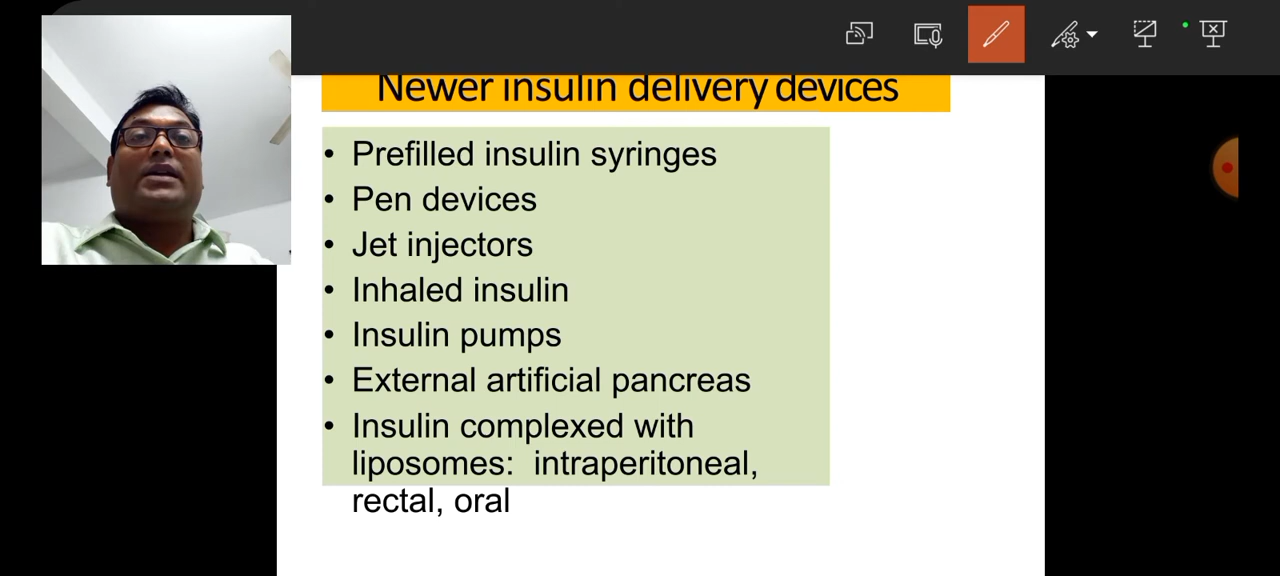 Newer insulin delivery devices
• Prefilled insulin syringes
• Pen devices
• Jet injectors
• Inhaled insulin
• Insulin pumps
• External artificial pancreas
• Insulin complexed with
liposomes: intraperitoneal,
rectal, oral